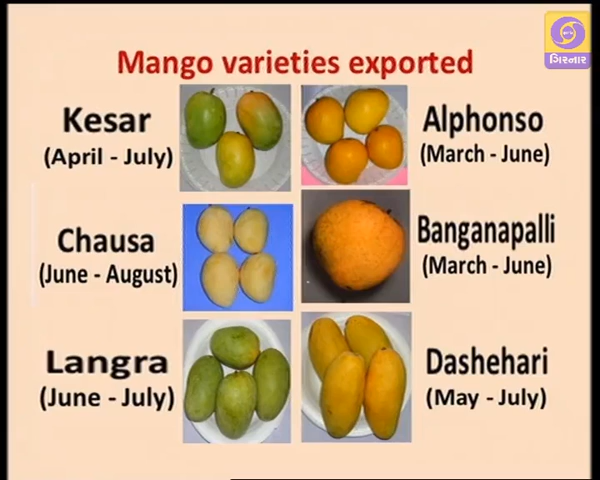 ગિરનાર
Mango varieties exported
Kesar
(April - July)
Alphonso
(March - June)
Chausa
(June - August)
Banganapalli
(March - June)
Langra
(June - July)
Dashehari
(May - July)